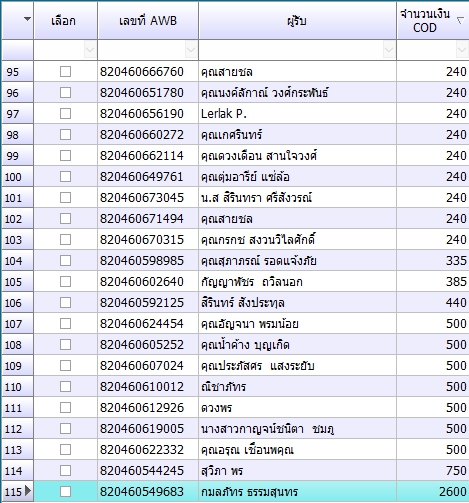 เลือก เลขที่ AWB ผู้รับ จำนวนเงิน COD
95 820460666760 คุณสายชล 240
96 820460651780 คุณนงค์ลักาณ์ วงศ์กระพันธ์ 240
97 820460656190 Lerlak P. 240
98 820460660272 คุณเกศรินทร์ 240
99 820460662114 คุณดวงเดือน สานใจวงศ์ 240
100 820460649761 คุณตุ่มอารีย์ แซ่ล้อ 240
101 820460673045 น.ส สิรินทรา ศรีสังวรณ์ 240
102 820460671494 คุณสายชล 240
103 820460670315 คุณกรกช สงวนวิไลศักดิ์ 240
104 820460598985 คุณสุภาภรณ์ รอดแจ้งภัย 335
105 820460602640 กัญญาพัชร ถวิลนอก 385
106 820460592125 สิรินทร์ สังประทุล 440
107 820460624454 คุณอัญจนา พรมน้อย 500
108 820460605252 คุณน้ำค้าง บุญเกิด 500
109 820460607024 คุณประภัสศร แสงระยับ 500
110 820460610012 ณิชาภัทร 500
111 820460612926 ดวงพร 500
112 820460619005 นางสาวกาญจน์ชนิตา ชมภู 500
113 820460622332 คุณอรุณ เชื่อนพคุณ 500
114 820460544245 สุวิภา พร 750
115 820460549683 กมลภัทร ธรรมสุนทร 2600